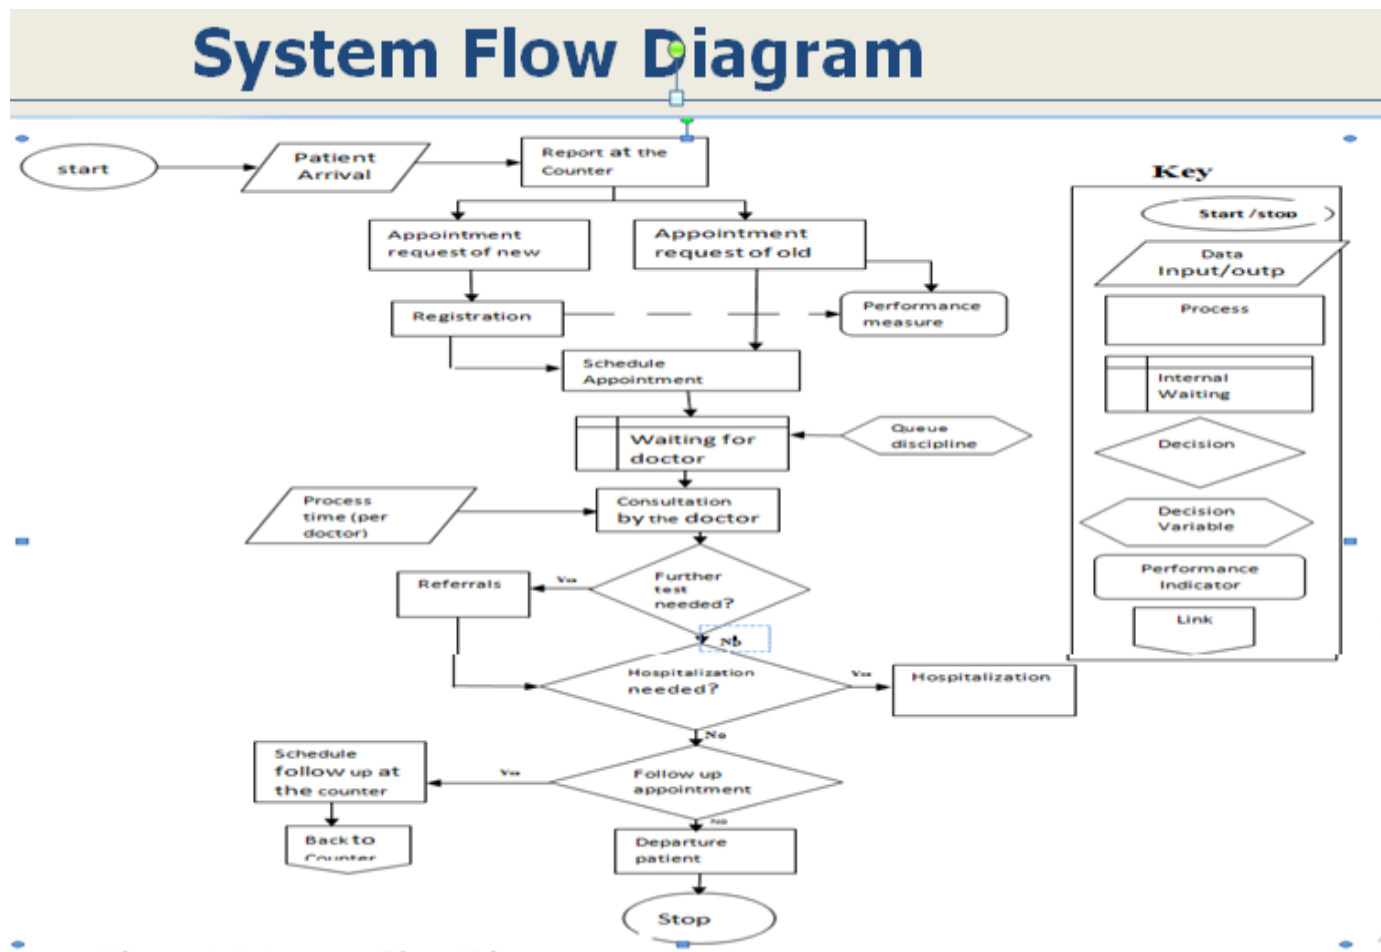 System Flow Diagram
start
Patient
Arrival
Report at the
Counter
Key
Start /stop
Appointment
request of new
Appointment
request of old
Data
Input/outp
Registration
Performance
measure
Process
Schedule
Appointment
Internal
Waiting
Waiting for
doctor
Queue
discipline
Decision
Process
time (per
doctor)
Consultation
by the doctor
Decision
Variable
Referrals
Yes
Further
test
needed?
Performance
Indicator
No
Link
Hospitalization
needed?
Yes
Hospitalization
No
Schedule
follow up at
the counter
Yes
Follow up
appointment
No
Back to
Counter
Departure
patient
Stop